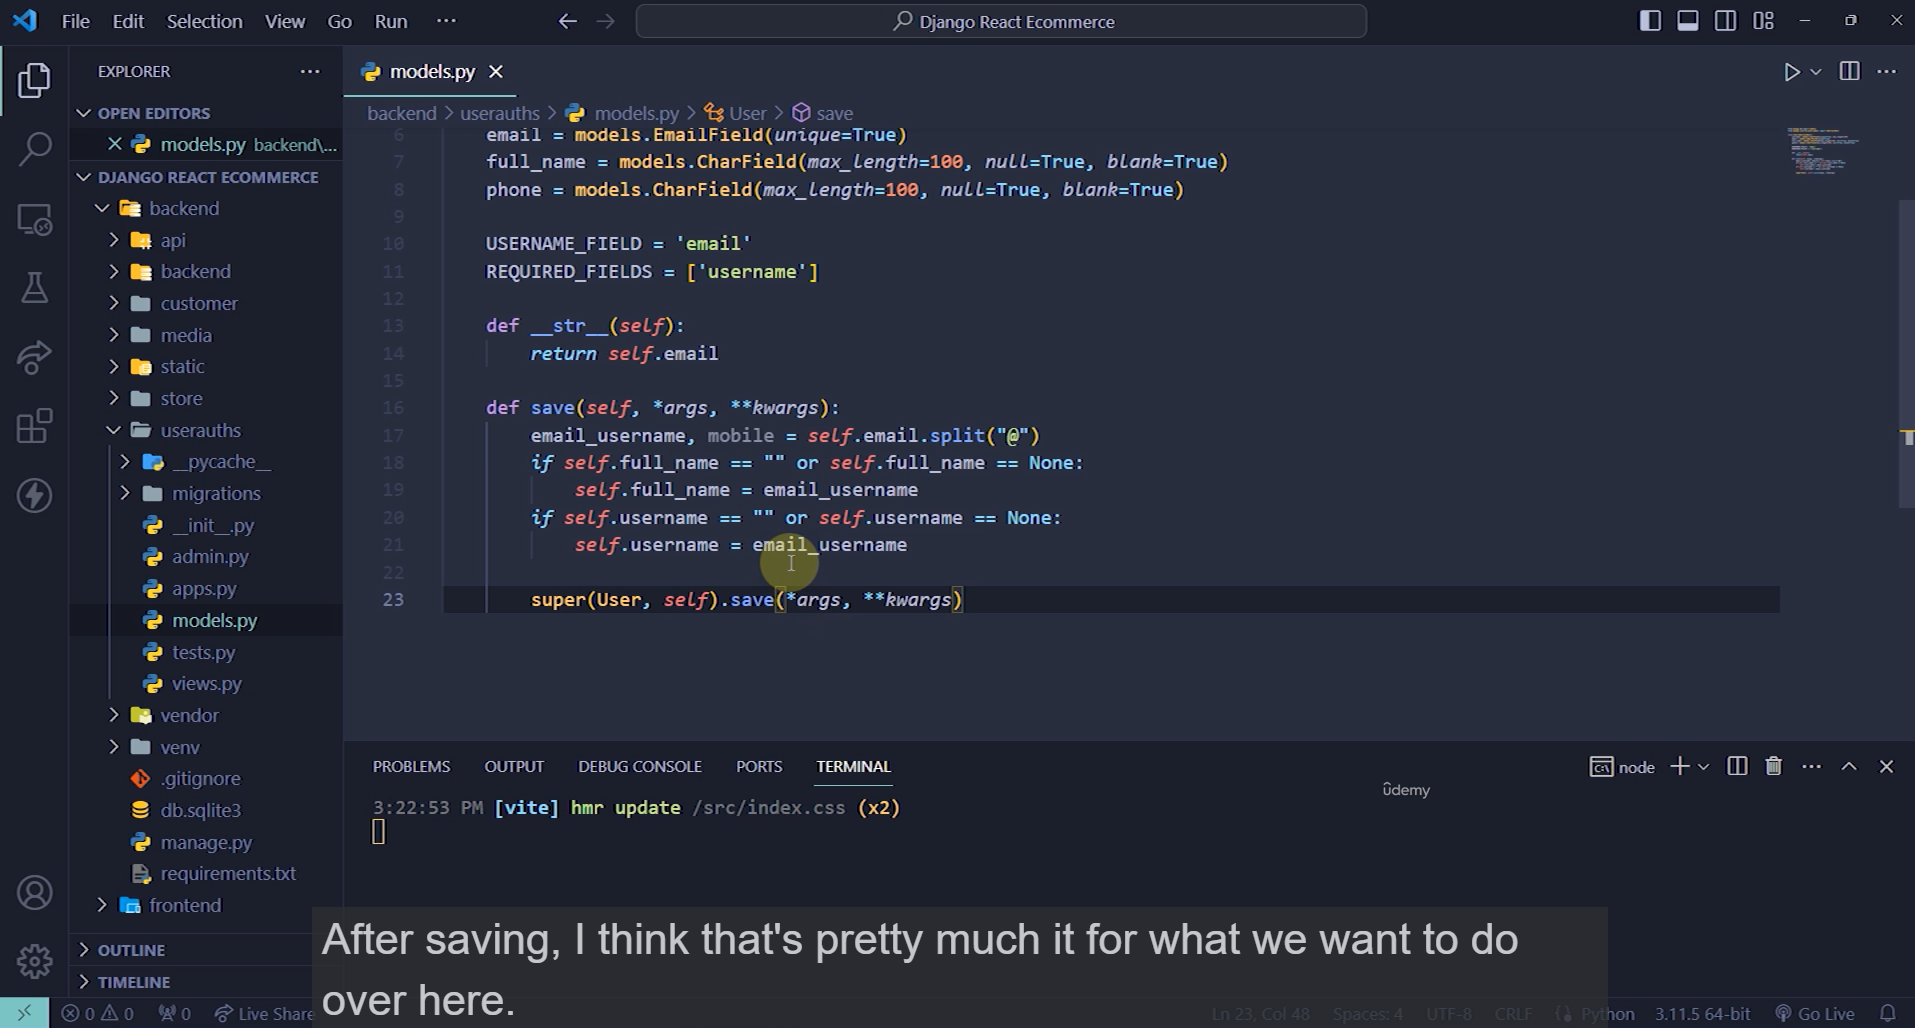 File Edit Selection View Go Run ··· ← → Django React Ecommerce
EXPLORER ···
OPEN EDITORS
models.py backend\...
DJANGO REACT ECOMMERCE
backend
api
backend
customer
media
static
store
userauths
__pycache__
migrations
__init__.py
admin.py
apps.py
models.py
tests.py
views.py
vendor
venv
.gitignore
db.sqlite3
manage.py
requirements.txt
frontend
OUTLINE
TIMELINE
models.py
backend > userauths > models.py > User > save
6 email = models.EmailField(unique=True)
7 full_name = models.CharField(max_length=100, null=True, blank=True)
8 phone = models.CharField(max_length=100, null=True, blank=True)
9
10 USERNAME_FIELD = 'email'
11 REQUIRED_FIELDS = ['username']
12
13 def __str__(self):
14 return self.email
15
16 def save(self, *args, **kwargs):
17 email_username, mobile = self.email.split("@")
18 if self.full_name == "" or self.full_name == None:
19 self.full_name = email_username
20 if self.username == "" or self.username == None:
21 self.username = email_username
22
23 super(User, self).save(*args, **kwargs)
PROBLEMS OUTPUT DEBUG CONSOLE PORTS TERMINAL node
ûdemy
3:22:53 PM [vite] hmr update /src/index.css (x2)
After saving, I think that's pretty much it for what we want to do
over here.
0 0 0 Live Share Ln 23, Col 48 Spaces: 4 UTF-8 CRLF Python 3.11.5 64-bit Go Live